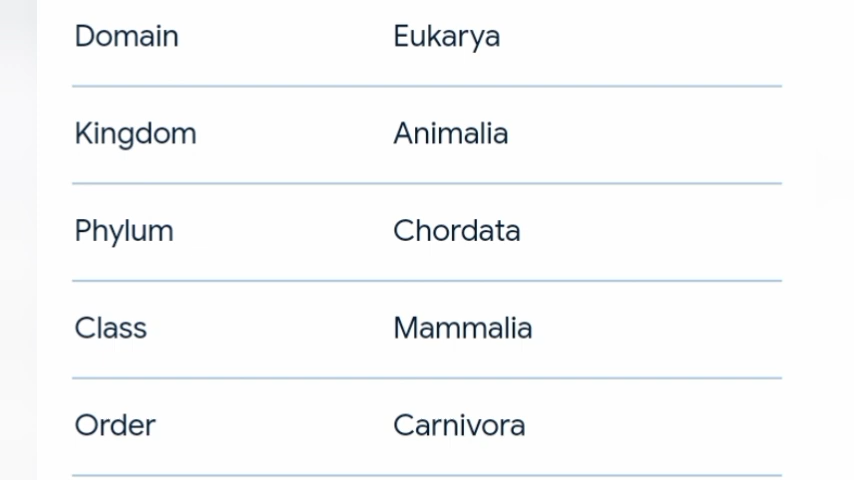 Domain Eukarya
Kingdom Animalia
Phylum Chordata
Class Mammalia
Order Carnivora